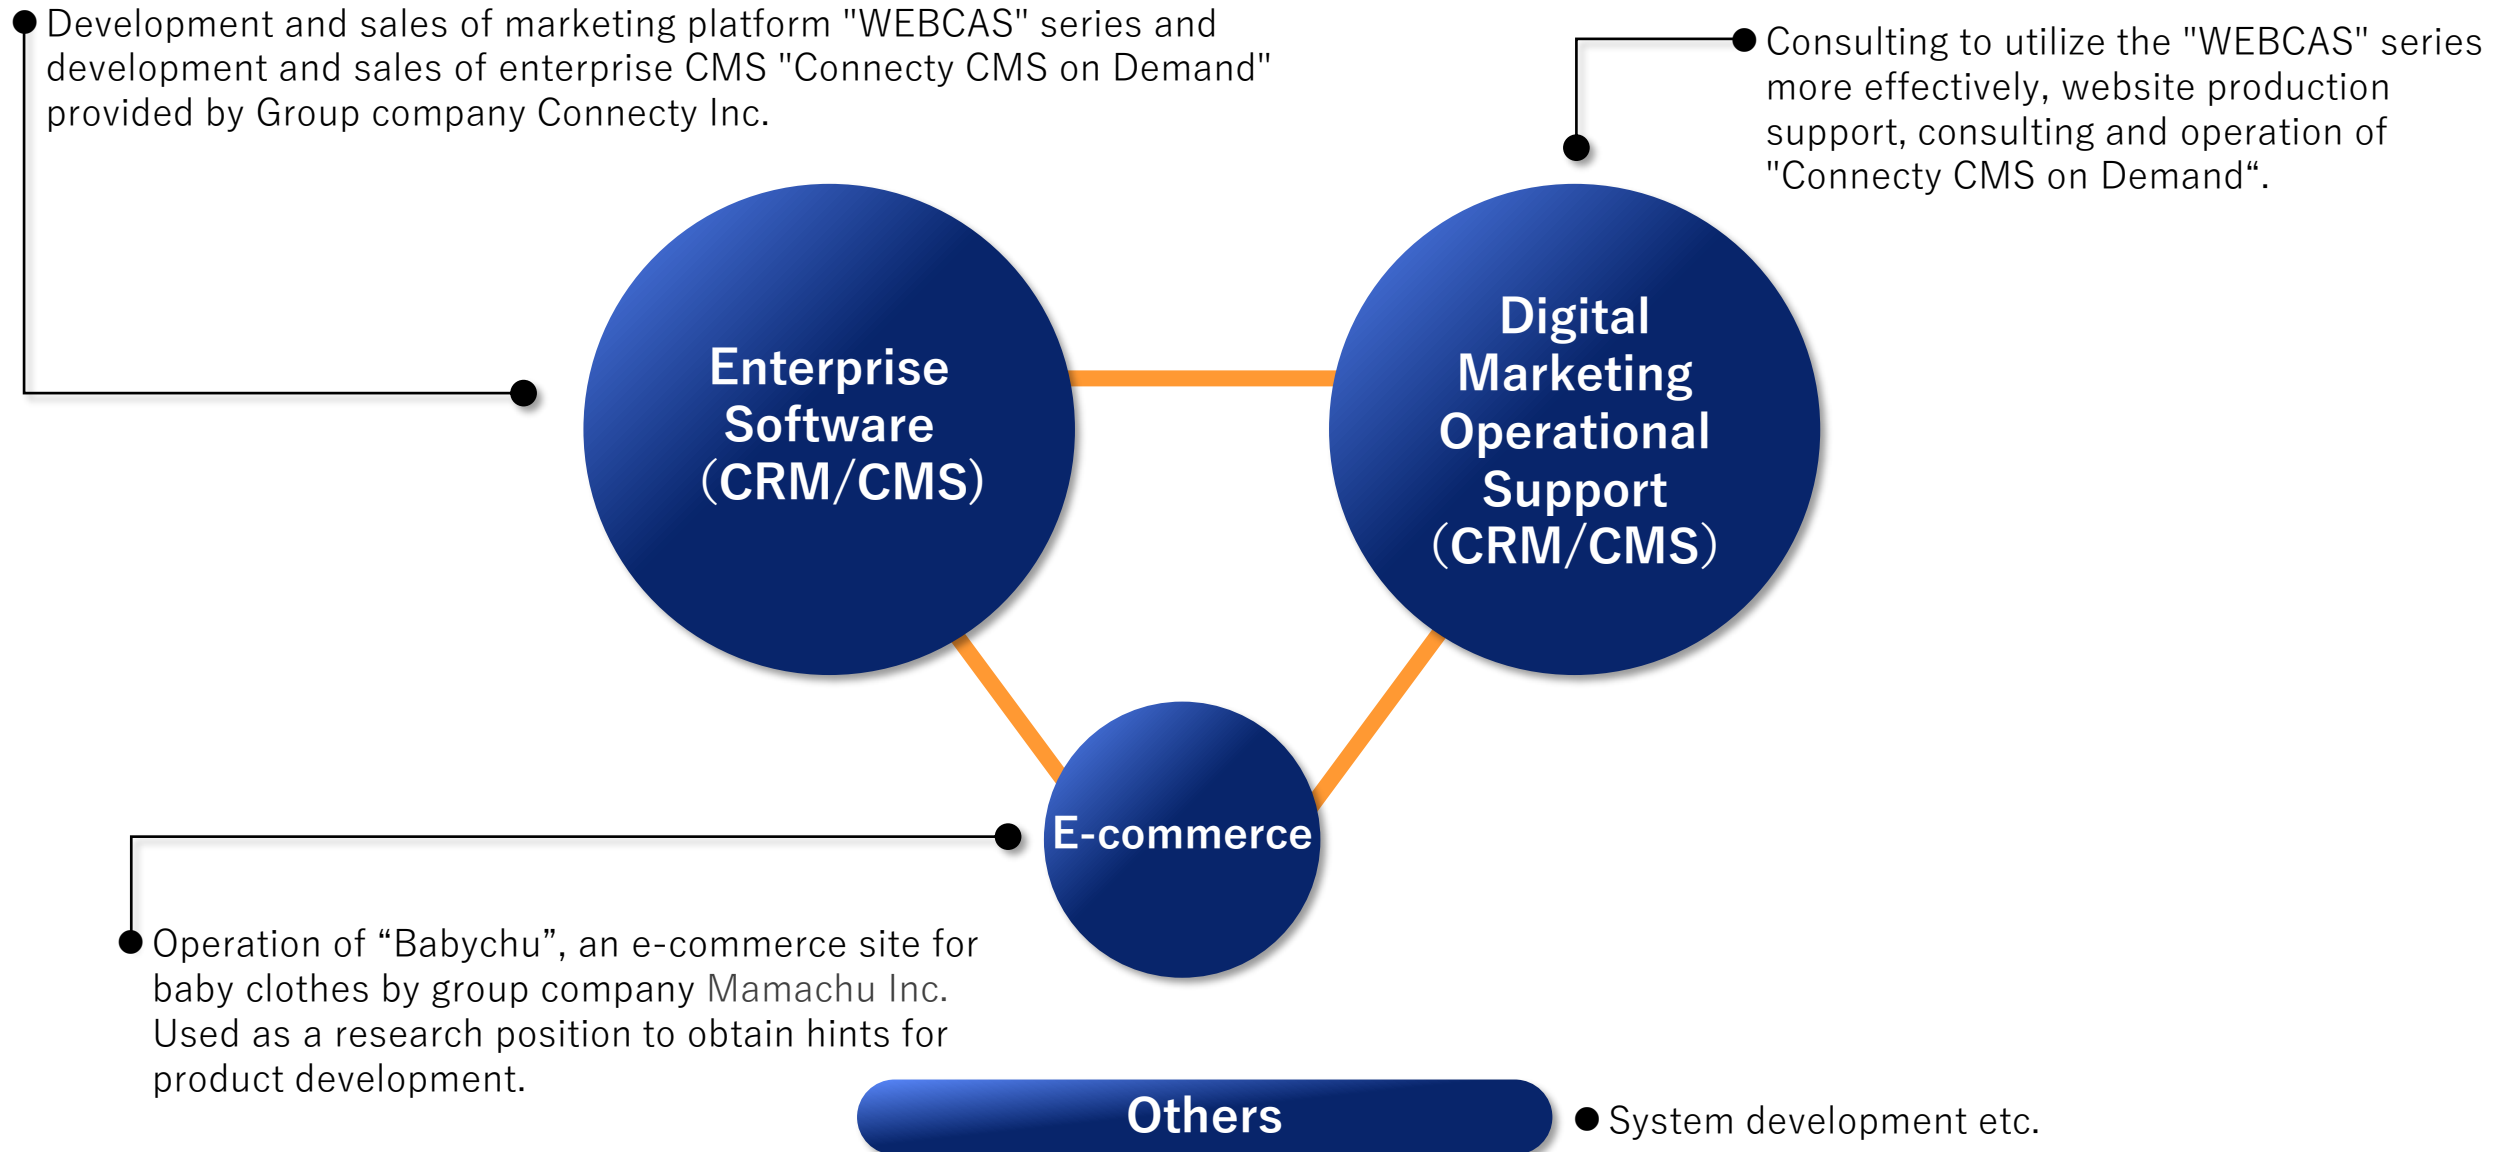 Development and sales of marketing platform "WEBCAS" series and
development and sales of enterprise CMS "Connecty CMS on Demand"
provided by Group company Connecty Inc.
Consulting to utilize the "WEBCAS" series
more effectively, website production
support, consulting and operation of
"Connecty CMS on Demand“.
Enterprise
Software
(CRM/CMS)
Digital
Marketing
Operational
Support
(CRM/CMS)
E-commerce
Operation of “Babychu”, an e-commerce site for
baby clothes by group company Mamachu Inc.
Used as a research position to obtain hints for
product development.
Others
System development etc.